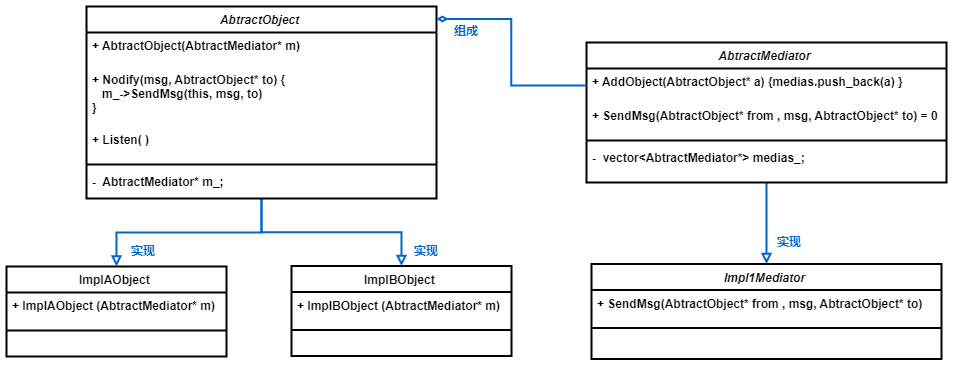 AbtractObject
+ AbtractObject(AbtractMediator* m)
+ Nodify(msg, AbtractObject* to) {
m_->SendMsg(this, msg, to)
}
+ Listen( )
- AbtractMediator* m_;
组成
AbtractMediator
+ AddObject(AbtractObject* a) {medias.push_back(a) }
+ SendMsg(AbtractObject* from , msg, AbtractObject* to) = 0
- vector<AbtractMediator*> medias_;
实现
实现
实现
ImplAObject
+ ImplAObject (AbtractMediator* m)
ImplBObject
+ ImplBObject (AbtractMediator* m)
Impl1Mediator
+ SendMsg(AbtractObject* from , msg, AbtractObject* to)